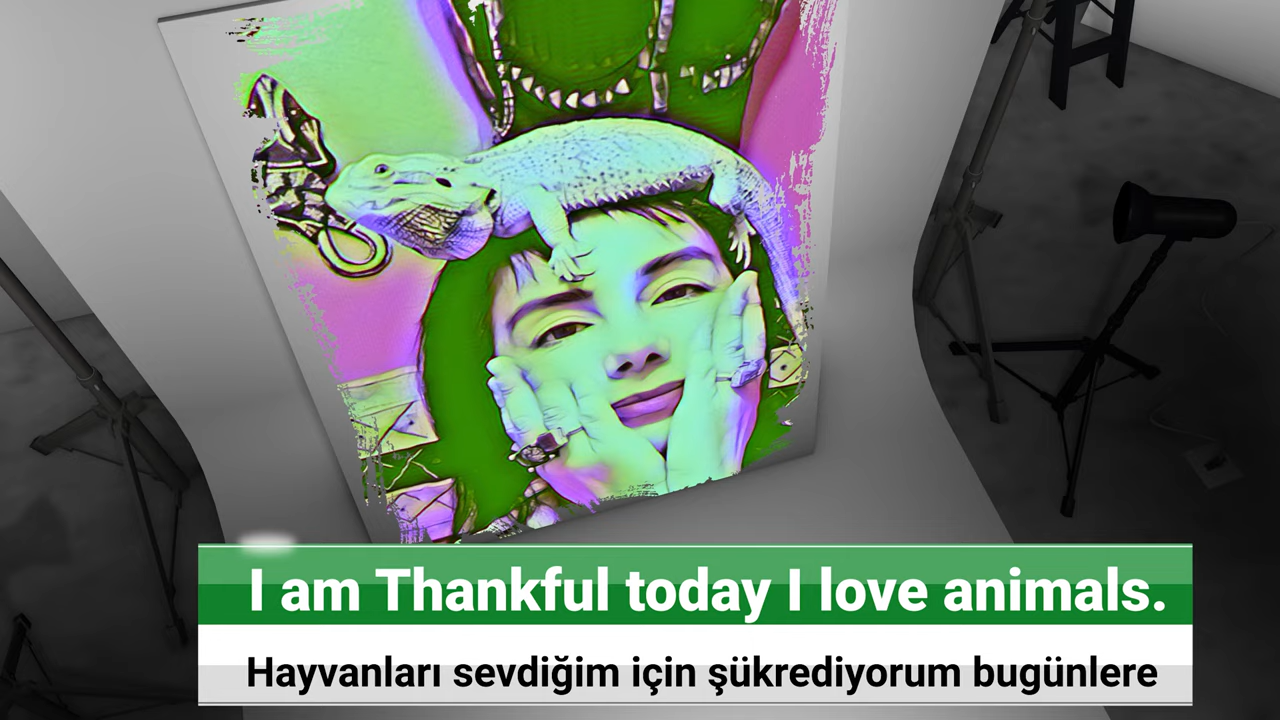 I am Thankful today I love animals.
Hayvanları sevdiğim için şükrediyorum bugünlere